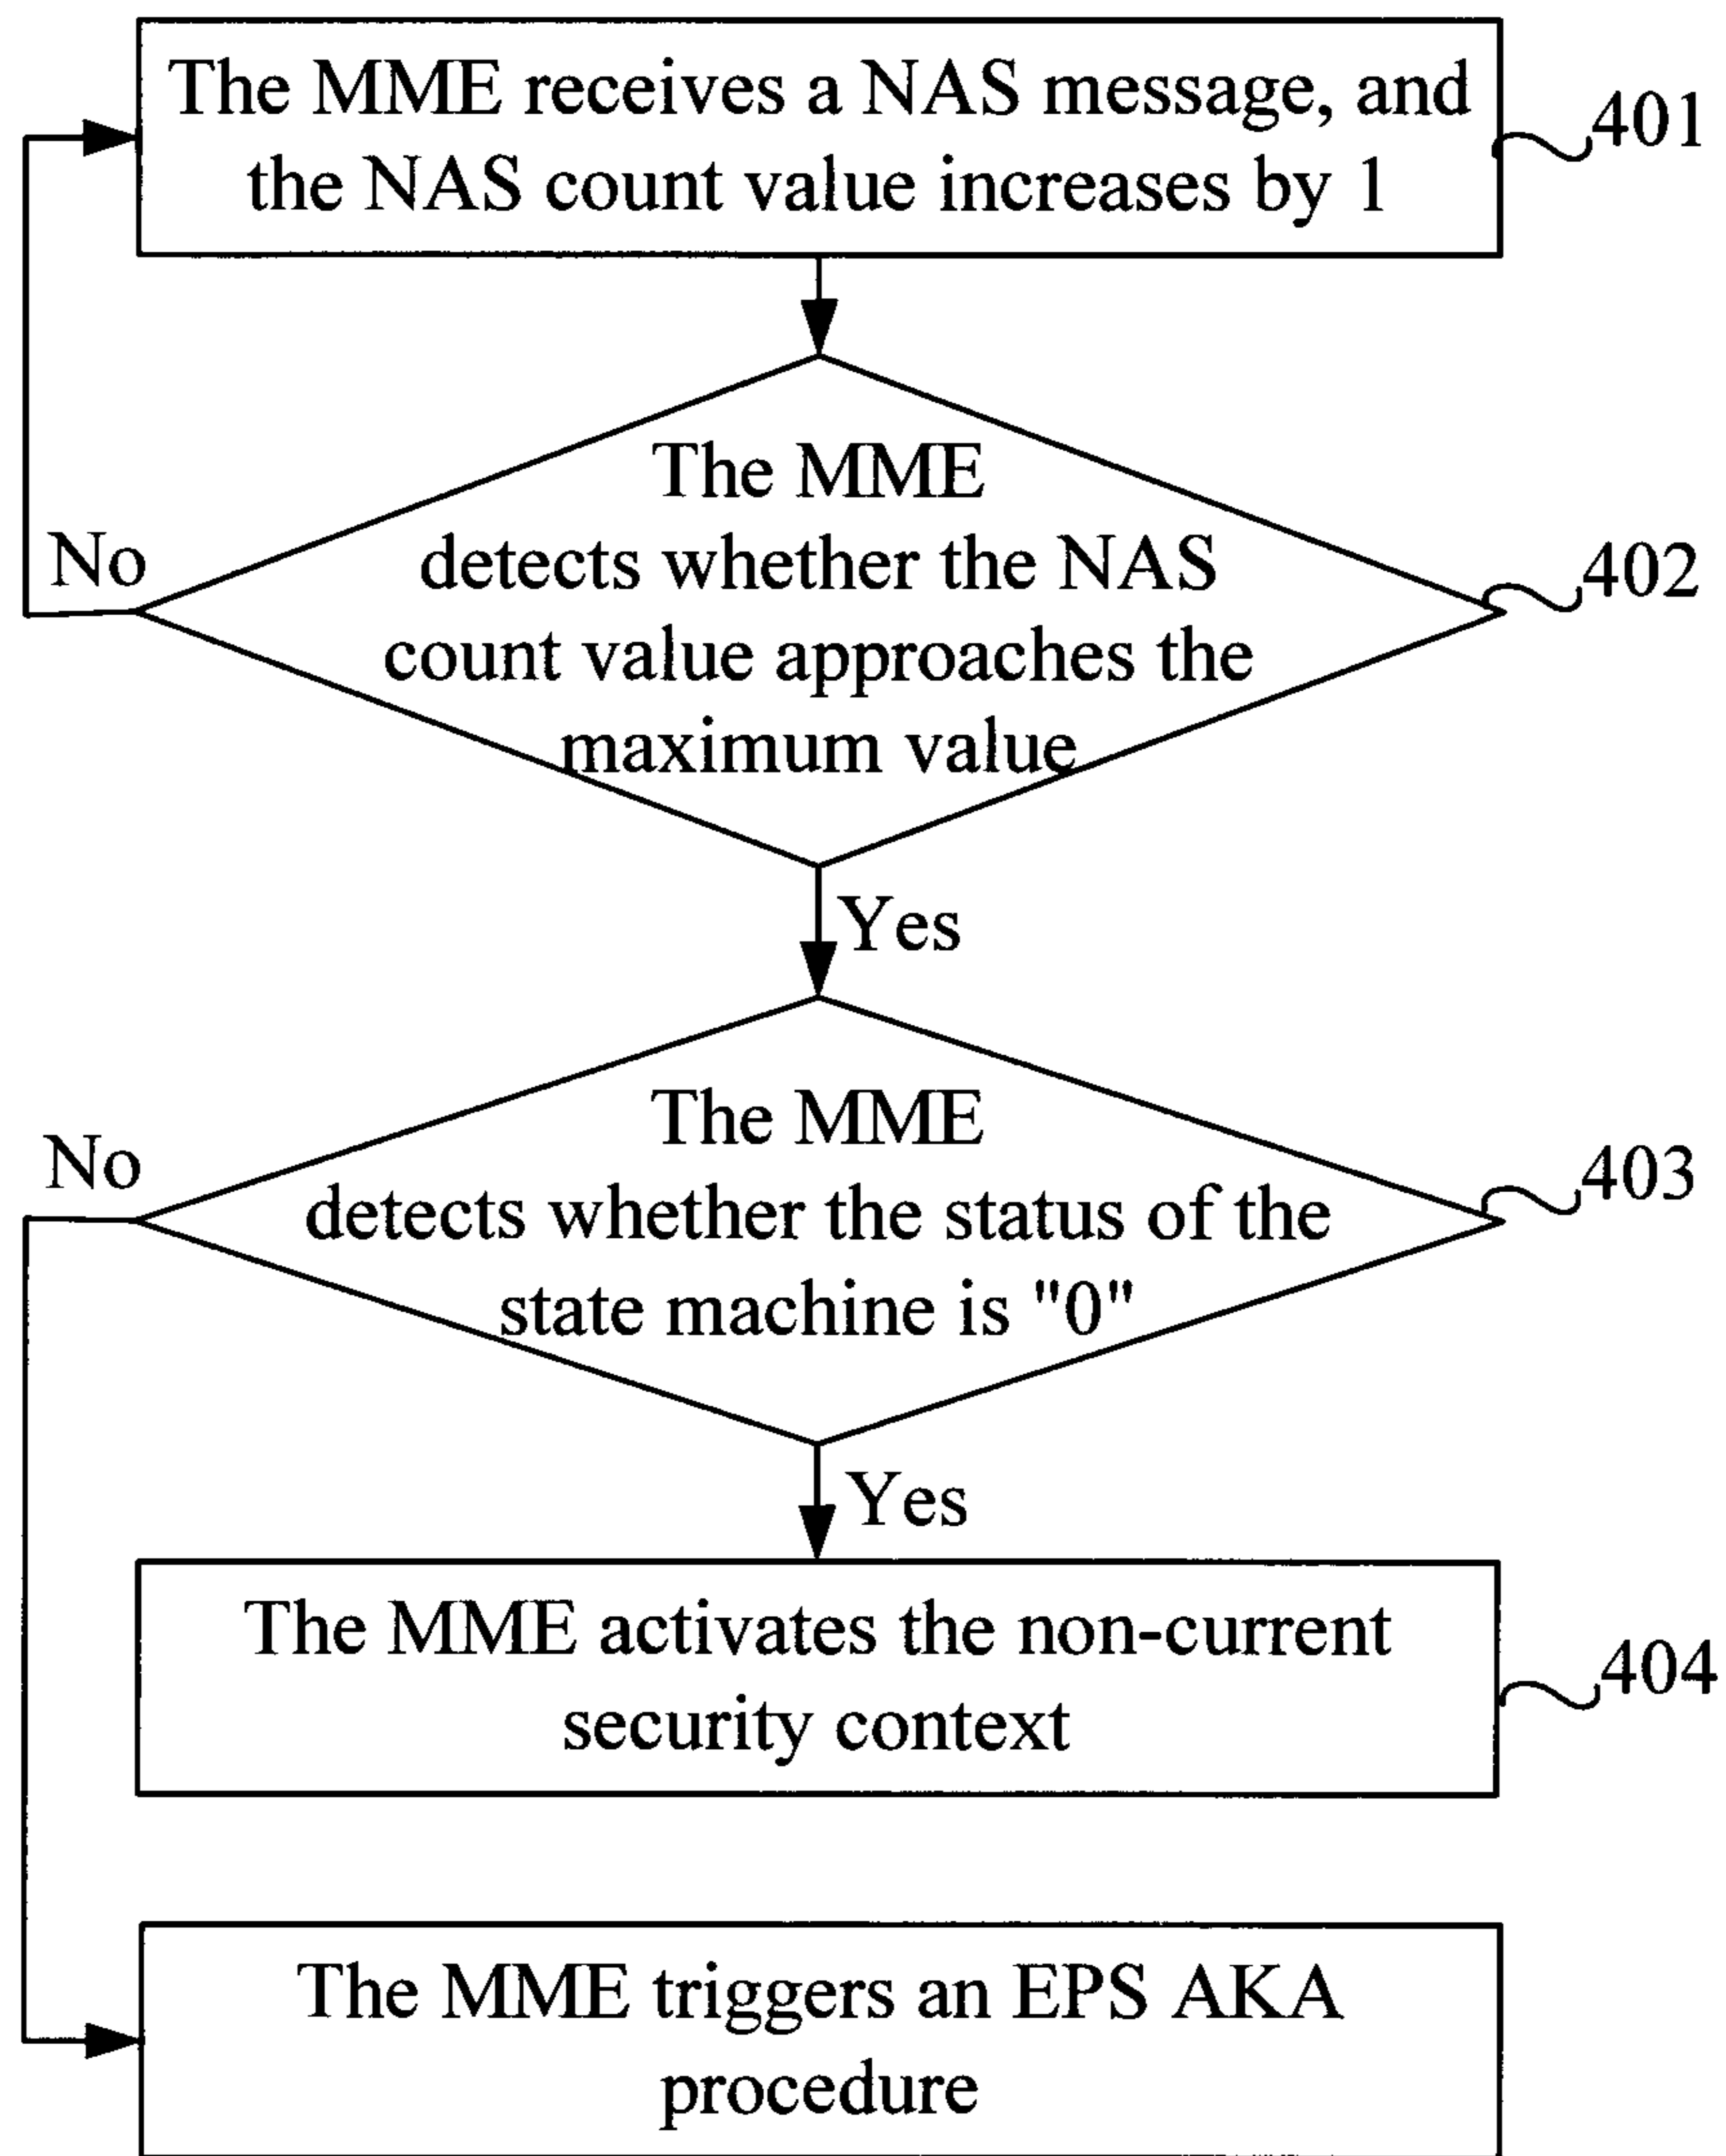 The MME receives a NAS message, and
the NAS count value increases by 1
401
The MME
detects whether the NAS
count value approaches the
maximum value
402
No
Yes
The MME
detects whether the status of the
state machine is "0"
403
No
Yes
The MME activates the non-current
security context
404
The MME triggers an EPS AKA
procedure